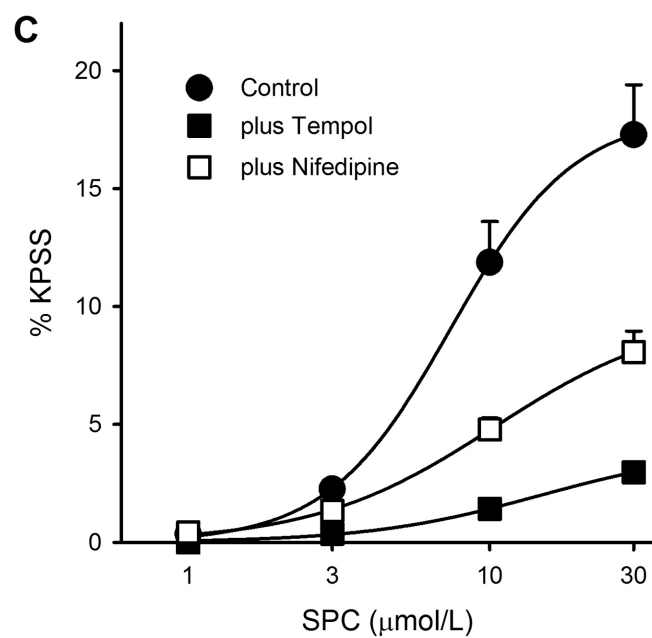 C
20
15
10
5
0
% KPSS
Control
plus Tempol
plus Nifedipine
1 3 10 30
SPC (μmol/L)